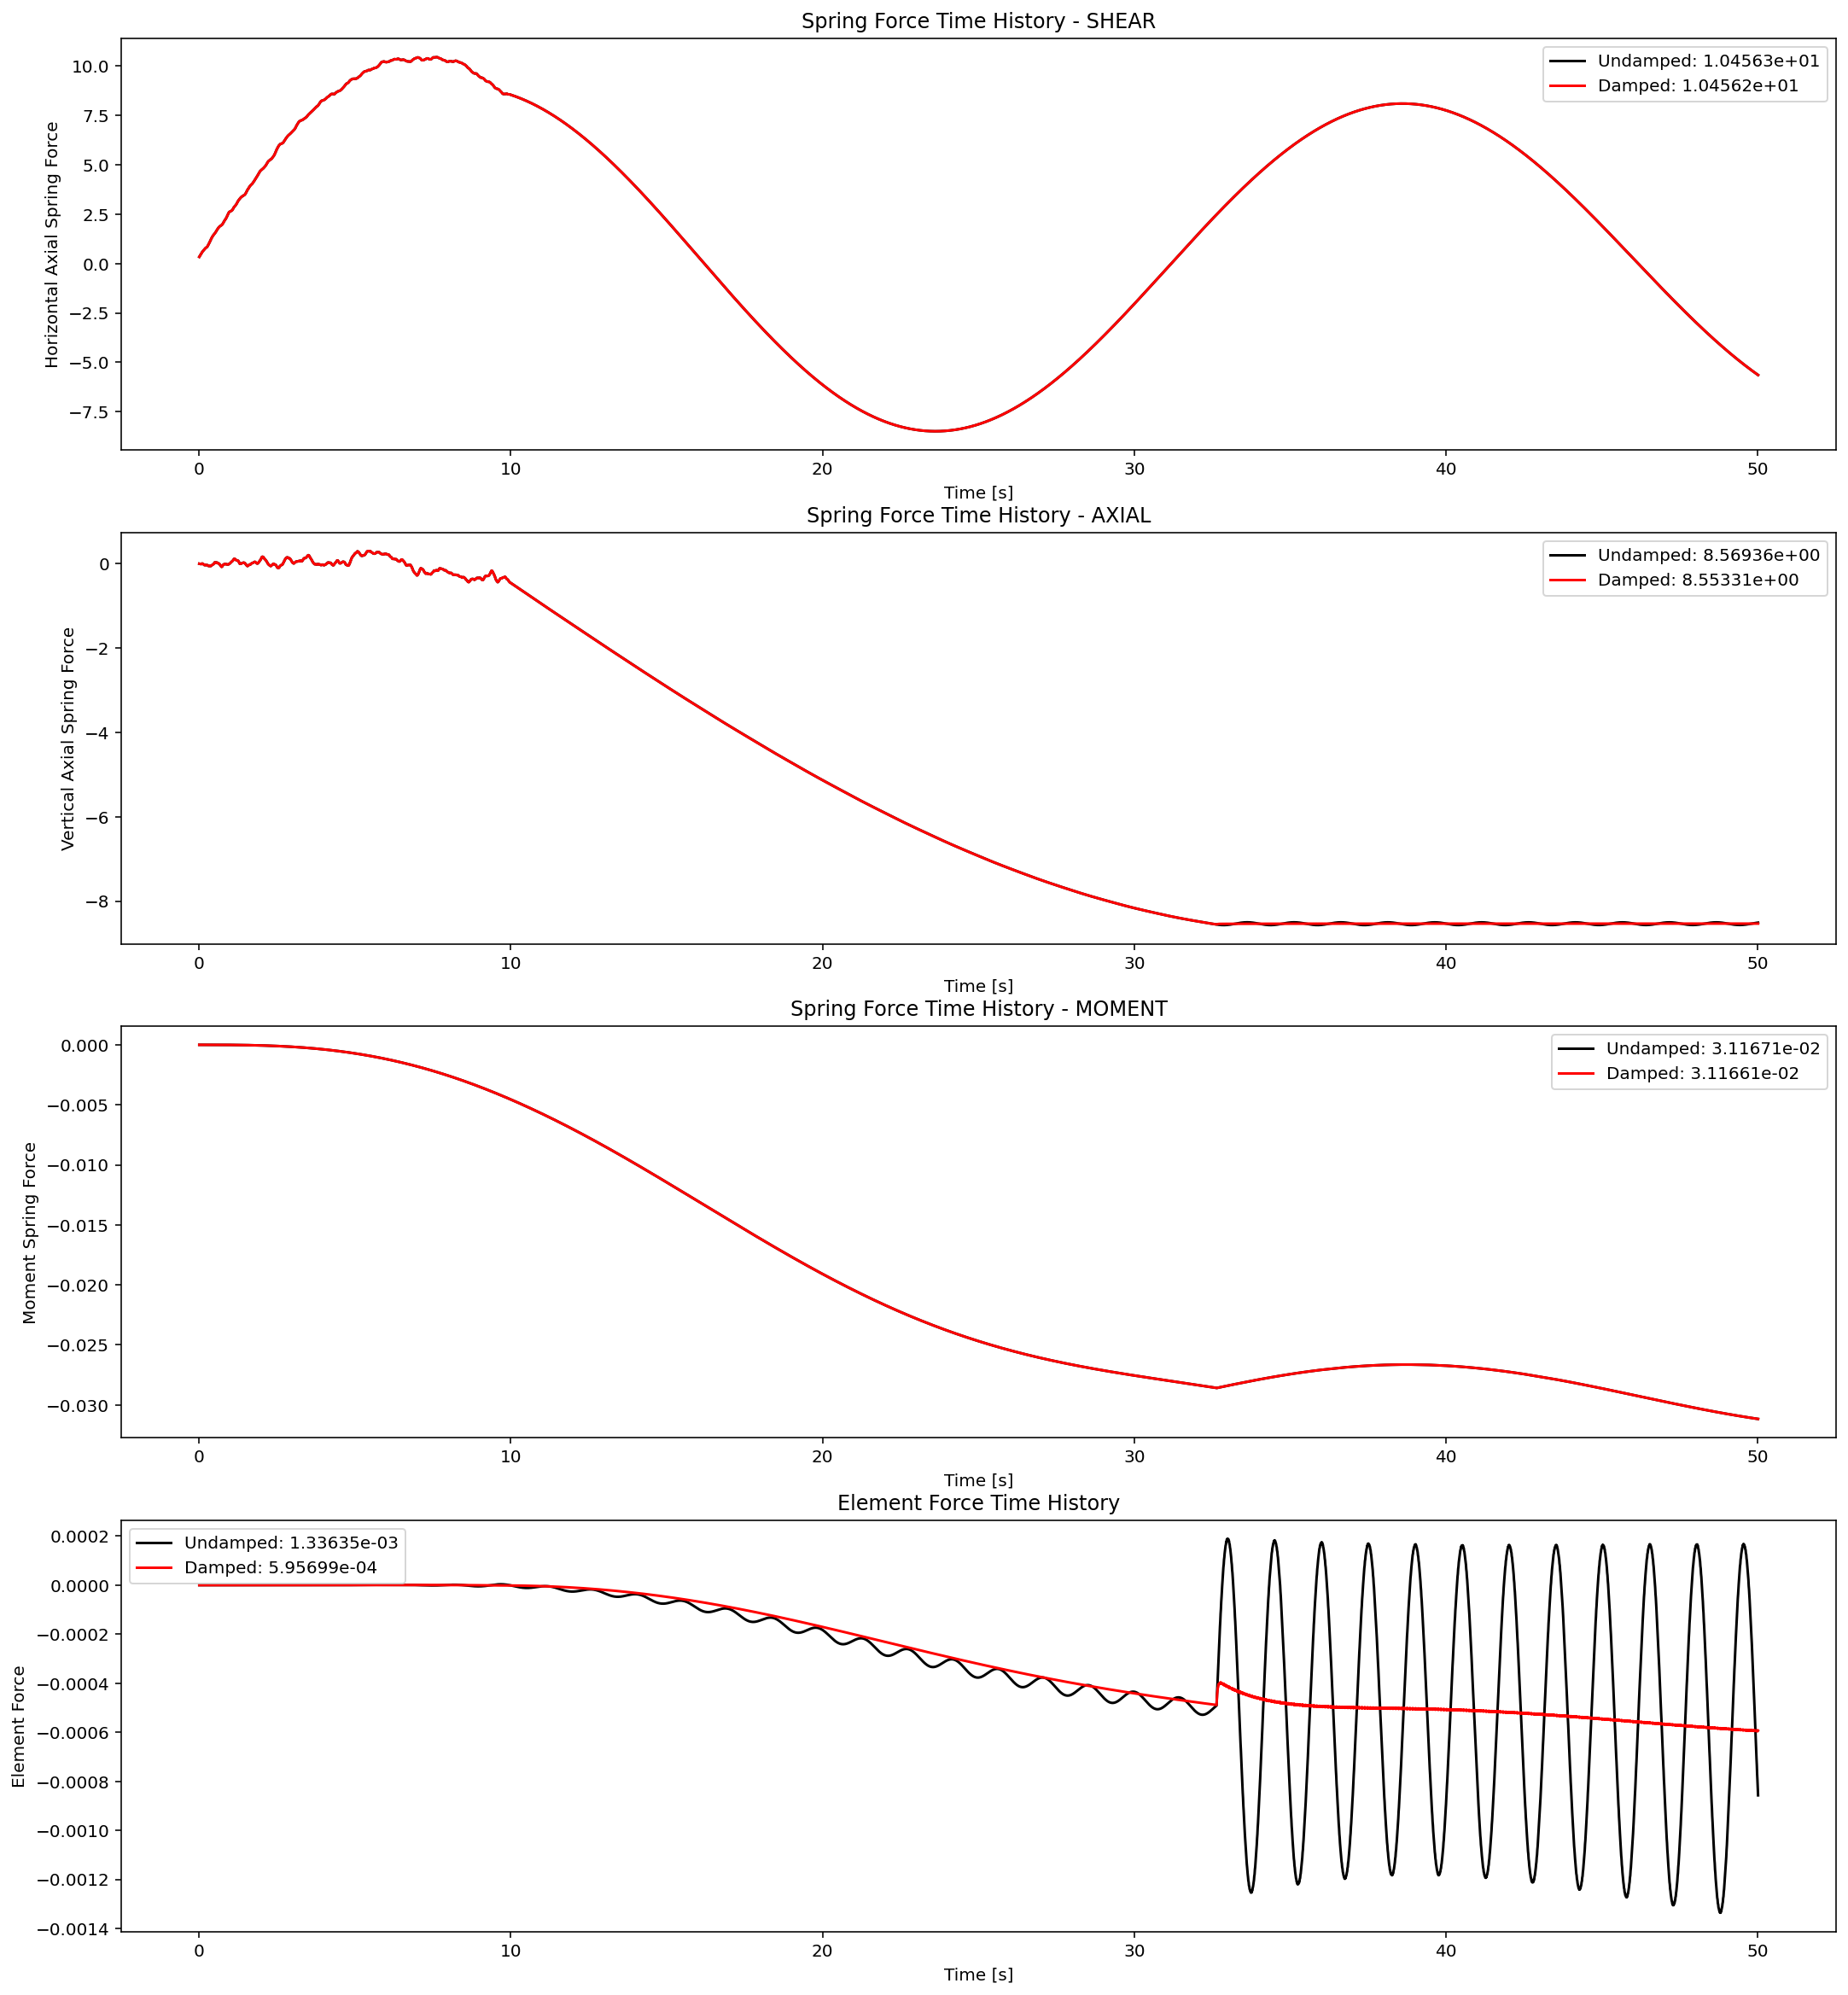 Spring Force Time History - SHEAR
Horizontal Axial Spring Force
10.0
7.5
5.0
2.5
0.0
−2.5
−5.0
−7.5
Undamped: 1.04563e+01
Damped: 1.04562e+01
0 10 20 30 40 50
Time [s]
Spring Force Time History - AXIAL
Vertical Axial Spring Force
0
−2
−4
−6
−8
Undamped: 8.56936e+00
Damped: 8.55331e+00
0 10 20 30 40 50
Time [s]
Spring Force Time History - MOMENT
Moment Spring Force
0.000
−0.005
−0.010
−0.015
−0.020
−0.025
−0.030
Undamped: 3.11671e-02
Damped: 3.11661e-02
0 10 20 30 40 50
Time [s]
Element Force Time History
Element Force
0.0002
0.0000
−0.0002
−0.0004
−0.0006
−0.0008
−0.0010
−0.0012
−0.0014
Undamped: 1.33635e-03
Damped: 5.95699e-04
0 10 20 30 40 50
Time [s]